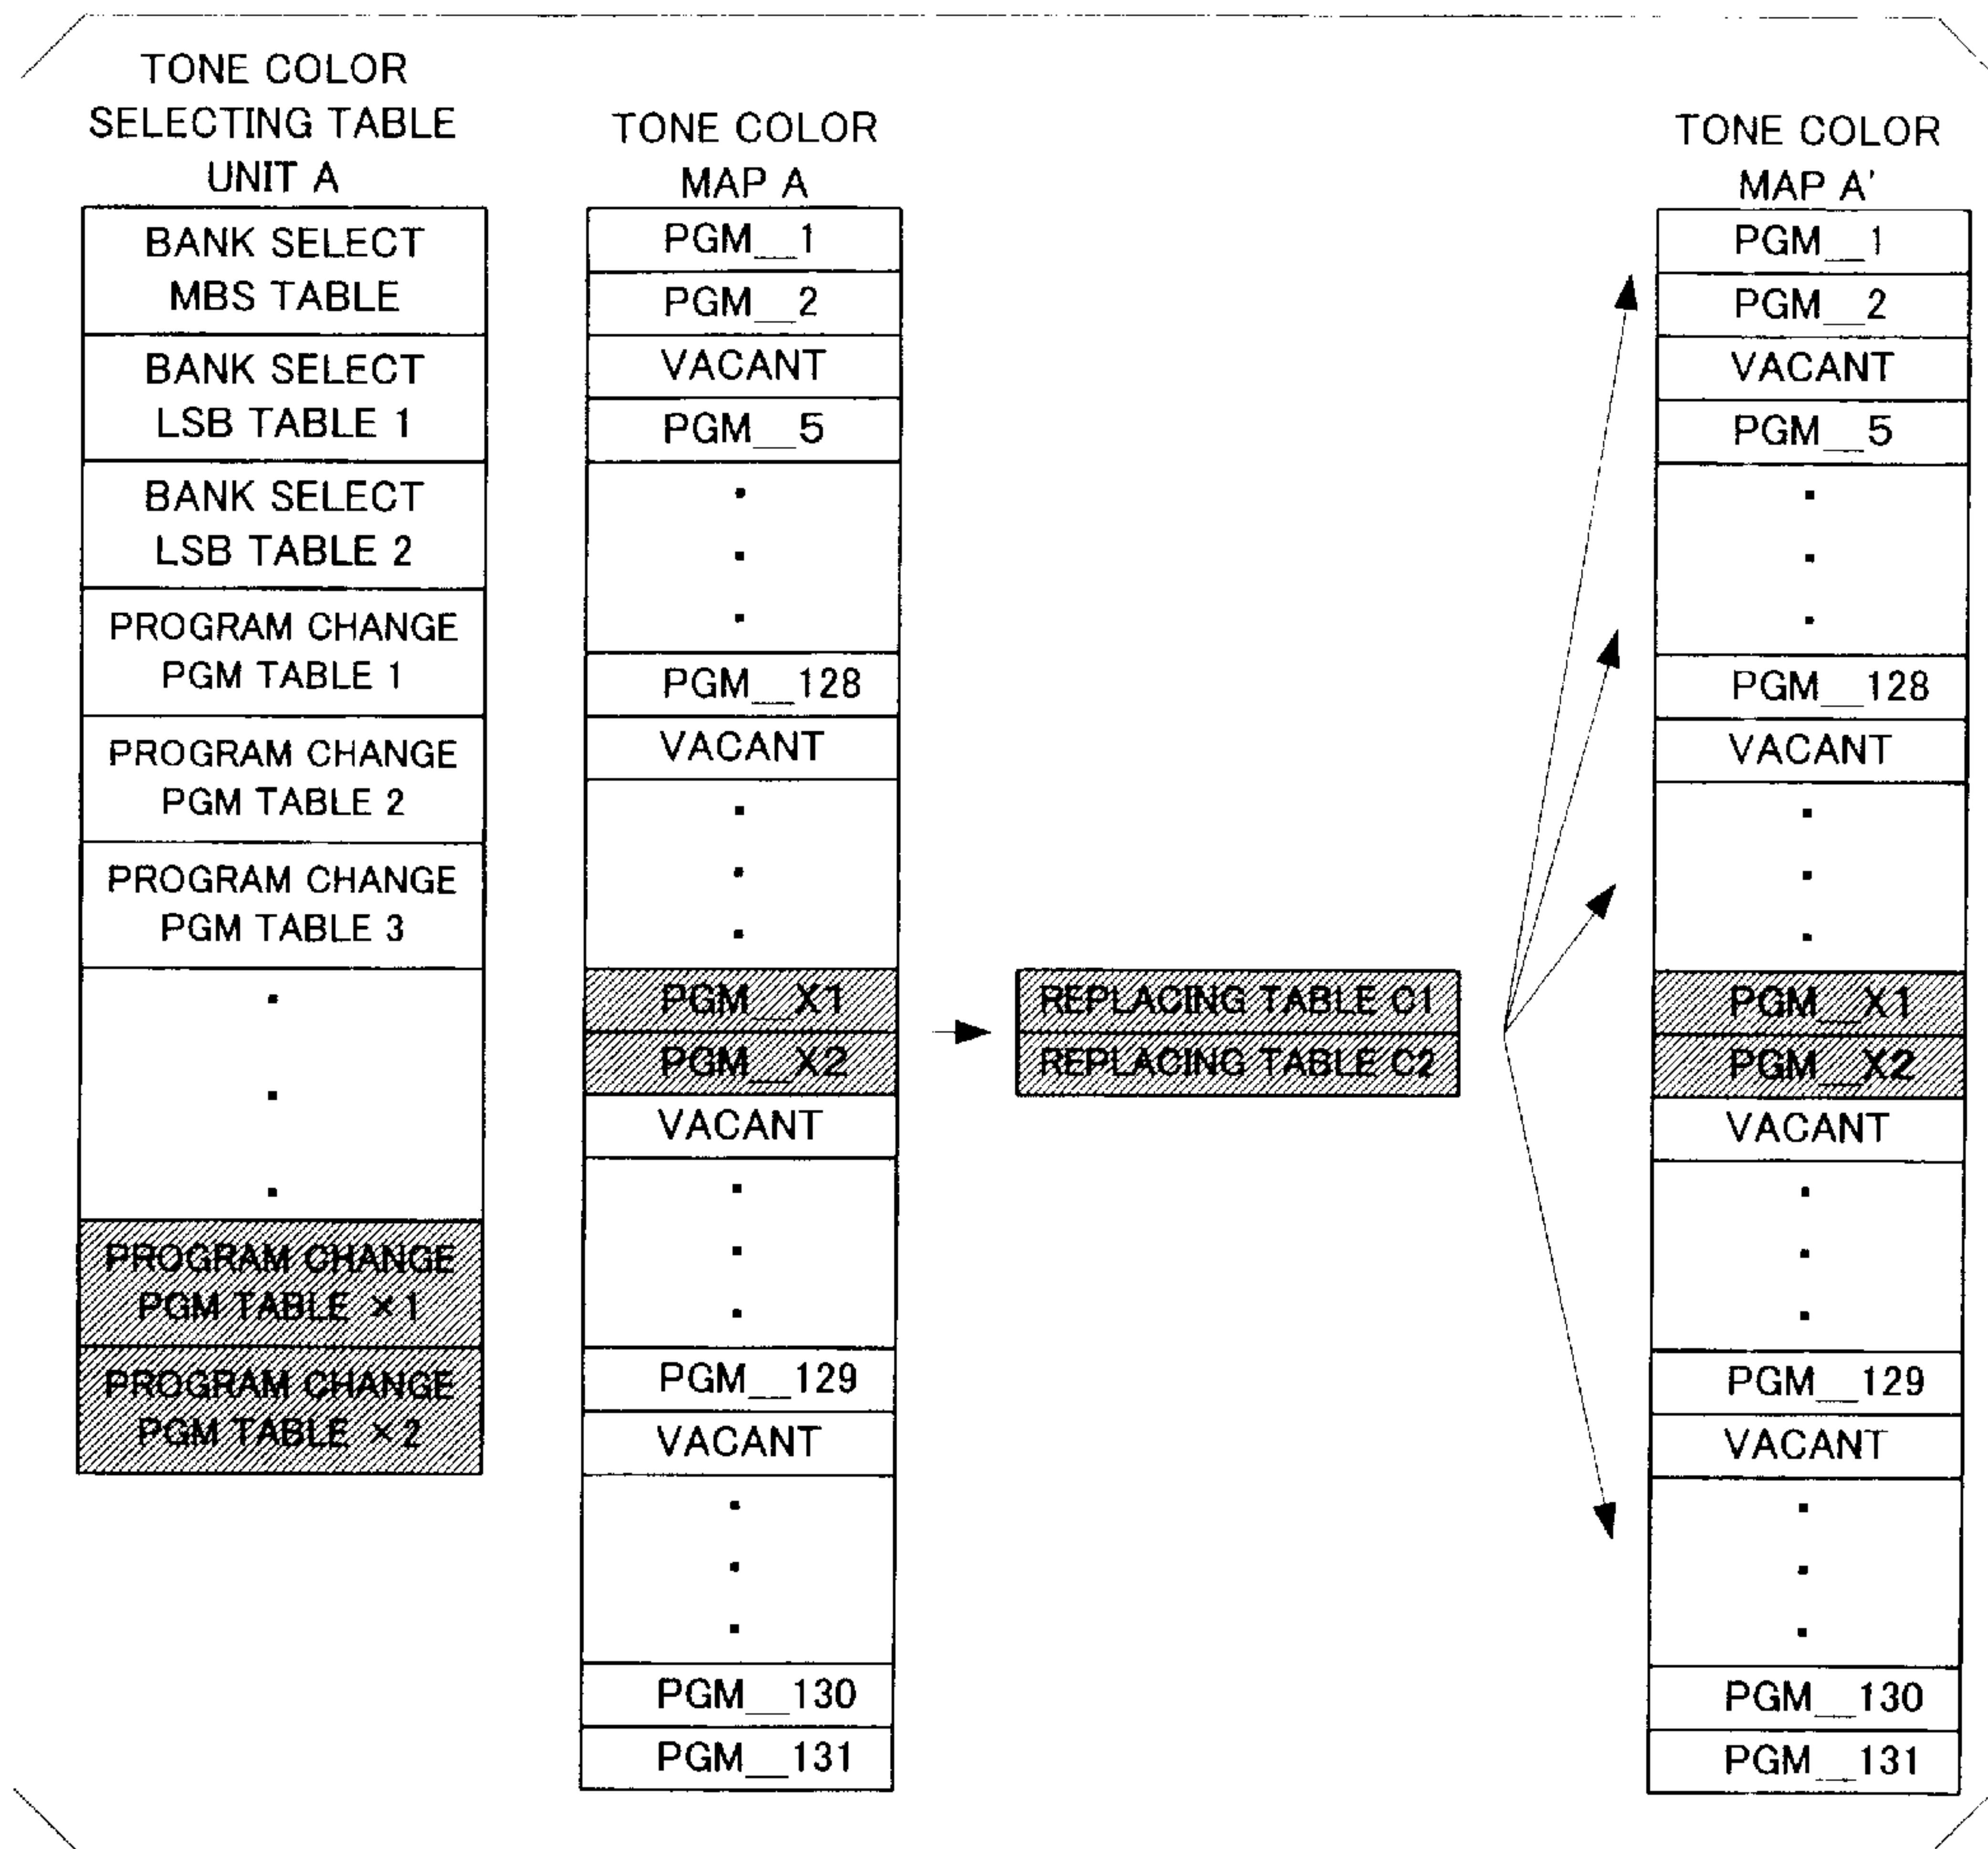 TONE COLOR
SELECTING TABLE
UNIT A
BANK SELECT
MBS TABLE
BANK SELECT
LSB TABLE 1
BANK SELECT
LSB TABLE 2
PROGRAM CHANGE
PGM TABLE 1
PROGRAM CHANGE
PGM TABLE 2
PROGRAM CHANGE
PGM TABLE 3
PROGRAM CHANGE
PGM TABLE ×1
PROGRAM CHANGE
PGM TABLE ×2
TONE COLOR
MAP A
PGM__1
PGM__2
VACANT
PGM__5
PGM__128
VACANT
PGM__X1
PGM__X2
VACANT
PGM__129
VACANT
PGM__130
PGM__131
REPLACING TABLE C1
REPLACING TABLE C2
TONE COLOR
MAP A'
PGM__1
PGM__2
VACANT
PGM__5
PGM__128
VACANT
PGM__X1
PGM__X2
VACANT
PGM__129
VACANT
PGM__130
PGM__131